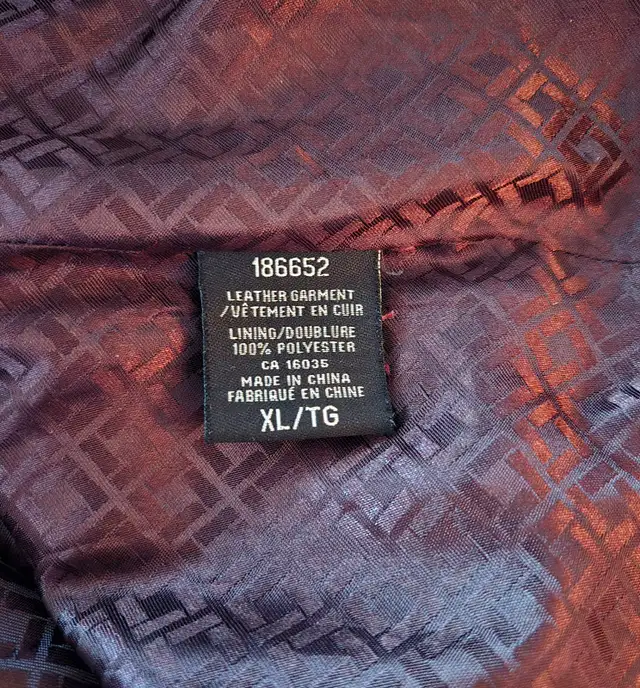 186652
LEATHER GARMENT
/VÊTEMENT EN CUIR
LINING/DOUBLURE
100% POLYESTER
CA 16035
MADE IN CHINA
FABRIQUÉ EN CHINE
XL/TG